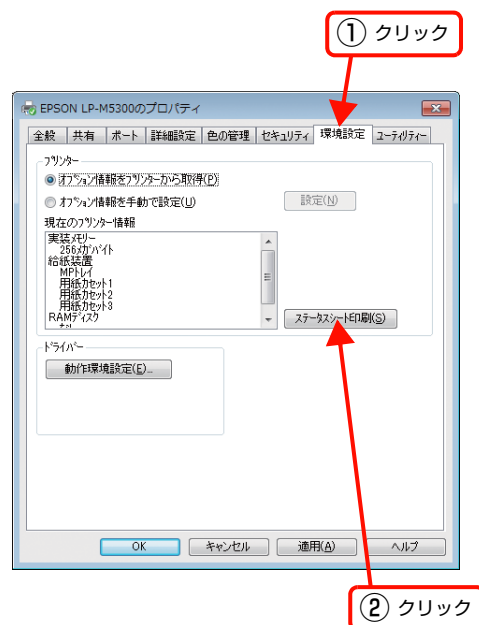 ① クリック
EPSON LP-M5300のプロパティ
全般 共有 ポート 詳細設定 色の管理 セキュリティ 環境設定 ユーティリティー
プリンター
オプション情報をプリンターから取得(P)
オプション情報を手動で設定(U) 設定(N)
現在のプリンター情報
実装メモリー
256メガバイト
給紙装置
MPトレイ
用紙カセット1
用紙カセット2
用紙カセット3
RAMディスク
ステータスシート印刷(S)
ドライバー
動作環境設定(E)...
OK キャンセル 適用(A) ヘルプ
② クリック